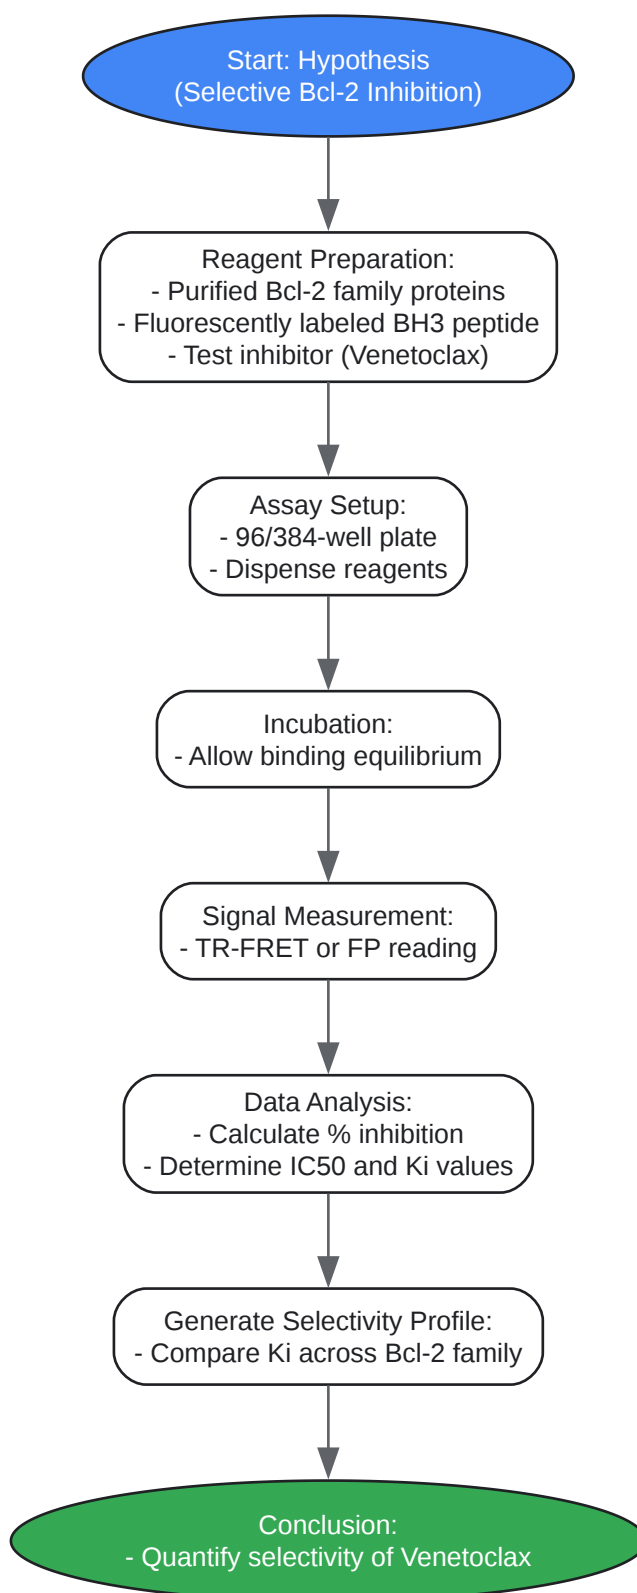 Start: Hypothesis
(Selective Bcl-2 Inhibition)
Reagent Preparation:
- Purified Bcl-2 family proteins
- Fluorescently labeled BH3 peptide
- Test inhibitor (Venetoclax)
Assay Setup:
- 96/384-well plate
- Dispense reagents
Incubation:
- Allow binding equilibrium
Signal Measurement:
- TR-FRET or FP reading
Data Analysis:
- Calculate % inhibition
- Determine IC50 and Ki values
Generate Selectivity Profile:
- Compare Ki across Bcl-2 family
Conclusion:
- Quantify selectivity of Venetoclax